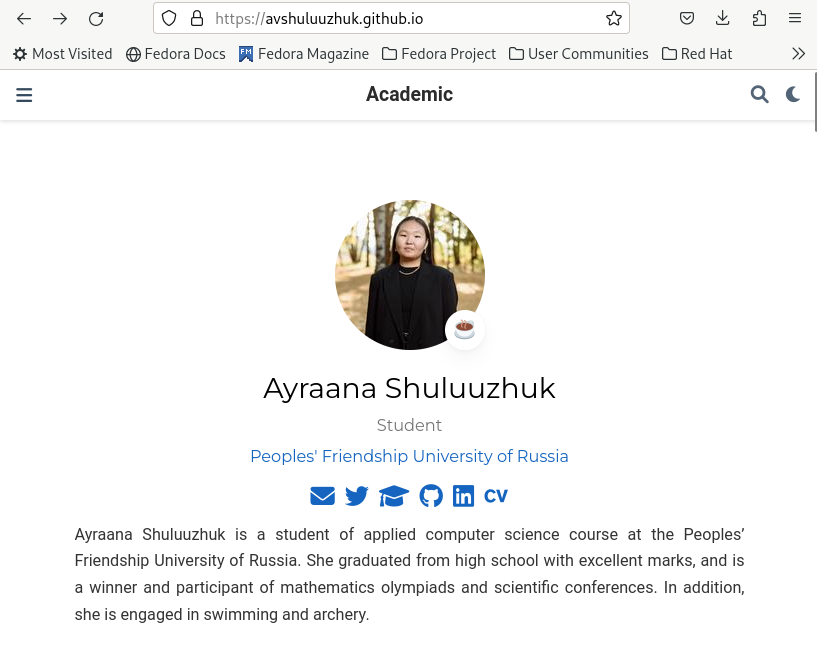 https://avshuluuzhuk.github.io
Most Visited Fedora Docs FM Fedora Magazine Fedora Project User Communities Red Hat
Academic
Ayraana Shuluuzhuk
Student
Peoples' Friendship University of Russia
CV
Ayraana Shuluuzhuk is a student of applied computer science course at the Peoples’
Friendship University of Russia. She graduated from high school with excellent marks, and is
a winner and participant of mathematics olympiads and scientific conferences. In addition,
she is engaged in swimming and archery.